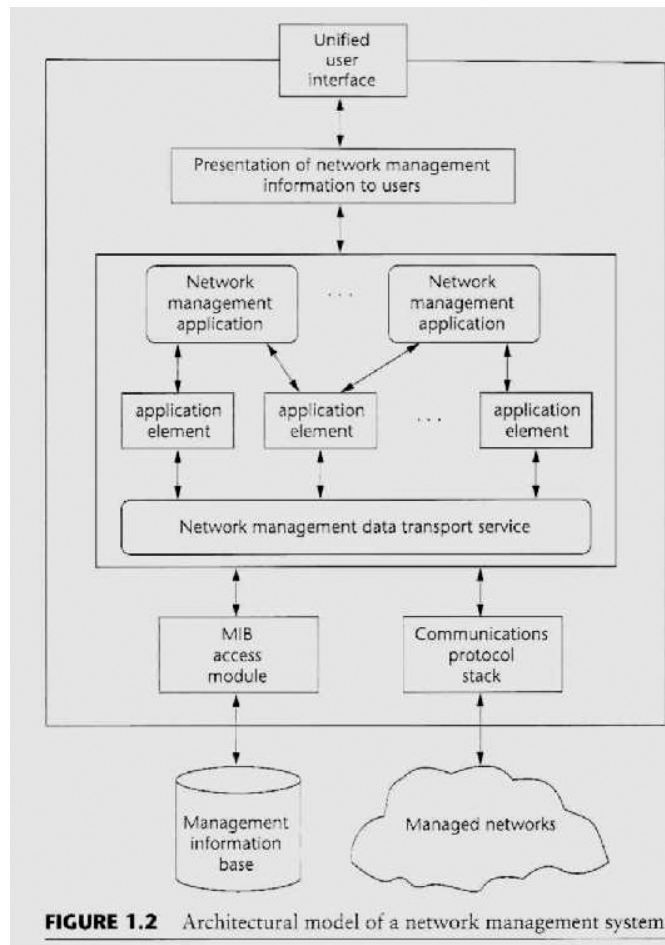 Unified
user
interface
Presentation of network management
information to users
Network
management
application
. . .
Network
management
application
application
element
application
element
. . .
application
element
Network management data transport service
MIB
access
module
Communications
protocol
stack
Management
information
base
Managed networks
FIGURE 1.2 Architectural model of a network management system